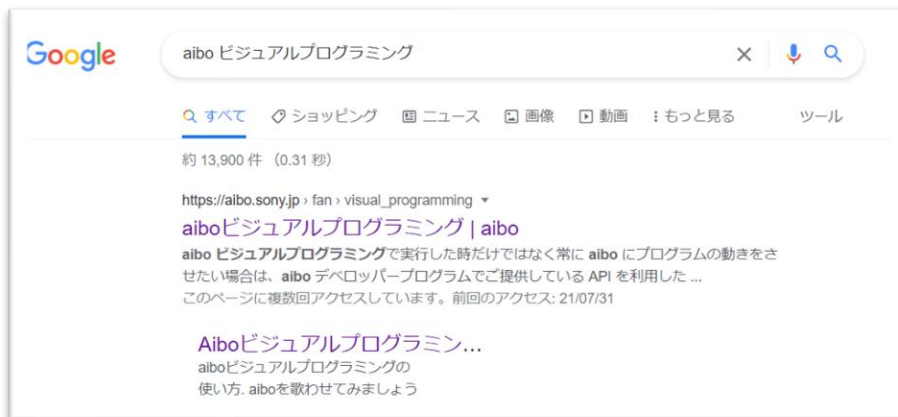 Google
aibo ビジュアルプログラミング
すべて ショッピング ニュース 画像 動画 もっと見る ツール
約 13,900 件 （0.31 秒）
https://aibo.sony.jp › fan › visual_programming
aiboビジュアルプログラミング | aibo
aibo ビジュアルプログラミングで実行した時だけではなく常に aibo にプログラムの動きをさ
せたい場合は、aibo デベロッパープログラムでご提供している API を利用した ...
このページに複数回アクセスしています。前回のアクセス: 21/07/31
Aiboビジュアルプログラミン...
aiboビジュアルプログラミングの
使い方. aiboを歌わせてみましょう